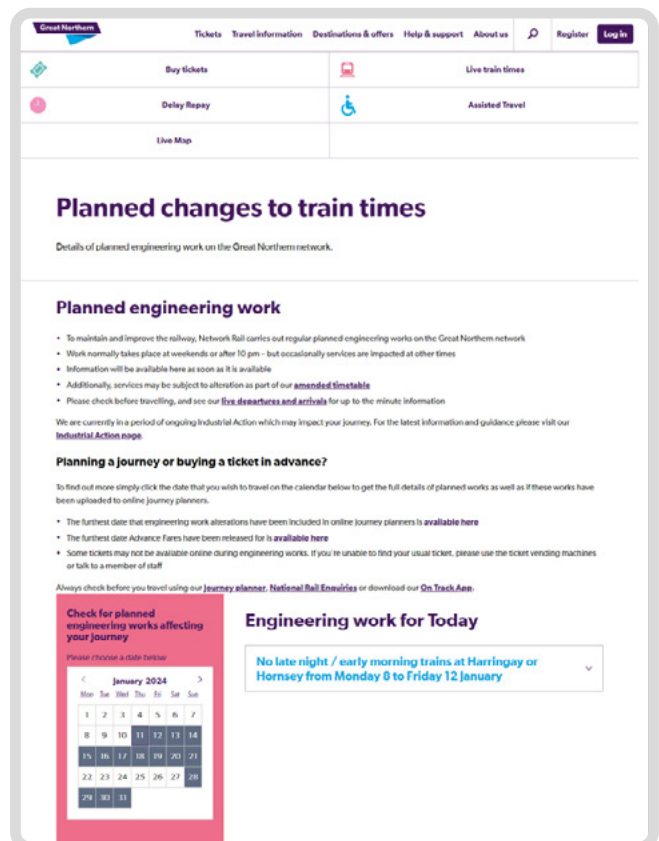 Great Northern
Tickets Travel information Destinations & offers Help & support About us Register Log in
Buy tickets Live train times
Delay Repay Assisted Travel
Live Map
Planned changes to train times
Details of planned engineering work on the Great Northern network.
Planned engineering work
• To maintain and improve the railway, Network Rail carries out regular planned engineering works on the Great Northern network
• Work normally takes place at weekends or after 10 pm – but occasionally services are impacted at other times
• Information will be available here as soon as it is available
• Additionally, services may be subject to alteration as part of our amended timetable
• Please check before travelling, and see our live departures and arrivals for up to the minute information
We are currently in a period of ongoing Industrial Action which may impact your journey. For the latest information and guidance please visit our
Industrial Action page.
Planning a journey or buying a ticket in advance?
To find out more simply click the date that you wish to travel on the calendar below to get the full details of planned works as well as if these works have
been uploaded to online journey planners.
• The furthest date that engineering work alterations have been included in online journey planners is available here
• The furthest date Advance Fares have been released for is available here
• Some tickets may not be available online during engineering works. If you're unable to find your usual ticket, please use the ticket vending machines
or talk to a member of staff
Always check before you travel using our Journey planner, National Rail Enquiries or download our On Track App.
Check for planned
engineering works affecting
your journey
Please choose a date below
< January 2024 >
Mon Tue Wed Thu Fri Sat Sun
1 2 3 4 5 6 7
8 9 10 11 12 13 14
15 16 17 18 19 20 21
22 23 24 25 26 27 28
29 30 31
Engineering work for Today
No late night / early morning trains at Harringay or
Hornsey from Monday 8 to Friday 12 January